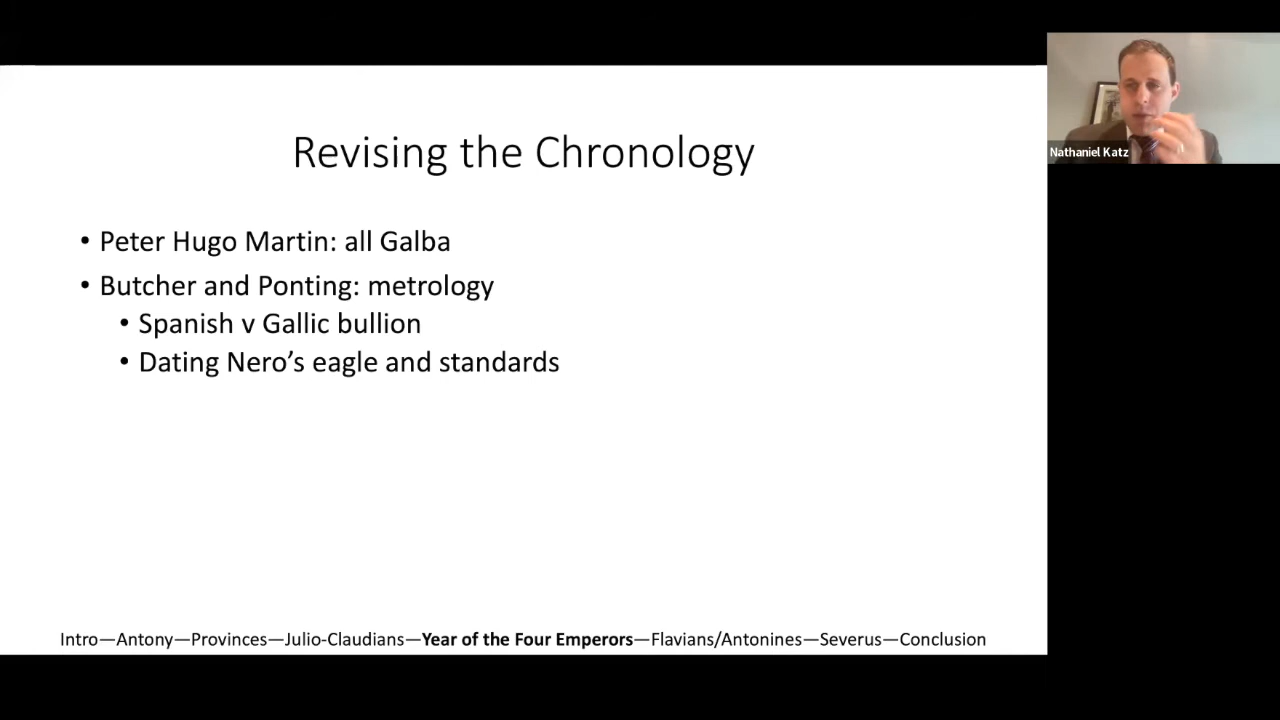 Revising the Chronology
• Peter Hugo Martin: all Galba
• Butcher and Ponting: metrology
• Spanish v Gallic bullion
• Dating Nero’s eagle and standards
Intro—Antony—Provinces—Julio-Claudians—Year of the Four Emperors—Flavians/Antonines—Severus—Conclusion
Nathaniel Katz